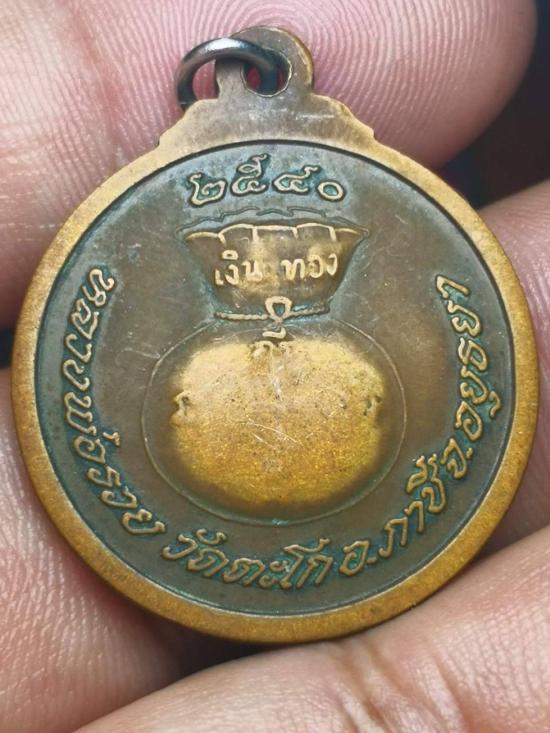 ๒๕๔๐
เงิน ทอง
หลวงพ่อรวย วัดตะโก อ.ภาชี จ.อยุธยา